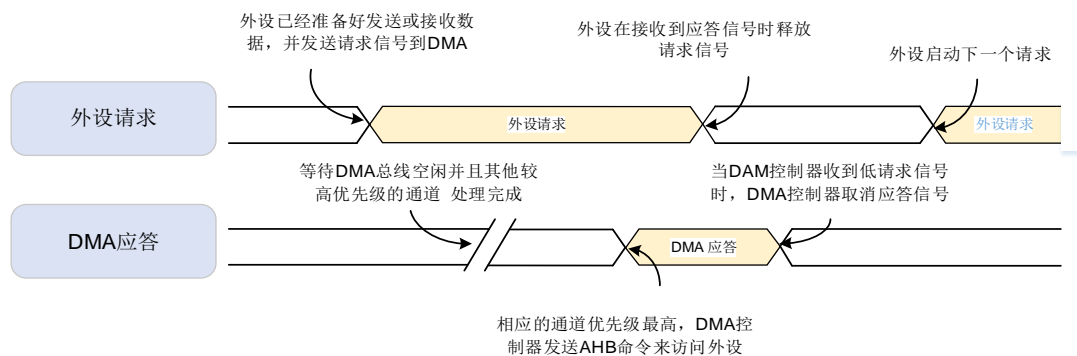 外设已经准备好发送或接收数
据，并发送请求信号到DMA
外设在接收到应答信号时释放
请求信号
外设启动下一个请求
外设请求
外设请求
外设请求
等待DMA总线空闲并且其他较
高优先级的通道 处理完成
当DAM控制器收到低请求信号
时，DMA控制器取消应答信号
DMA应答
DMA 应答
相应的通道优先级最高，DMA控
制器发送AHB命令来访问外设